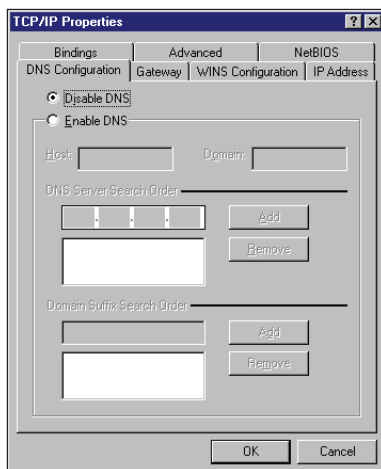 TCP/IP Properties
Bindings Advanced NetBIOS
DNS Configuration Gateway WINS Configuration IP Address
Disable DNS
Enable DNS
Host: Domain:
DNS Server Search Order
Add
Remove
Domain Suffix Search Order
Add
Remove
OK Cancel